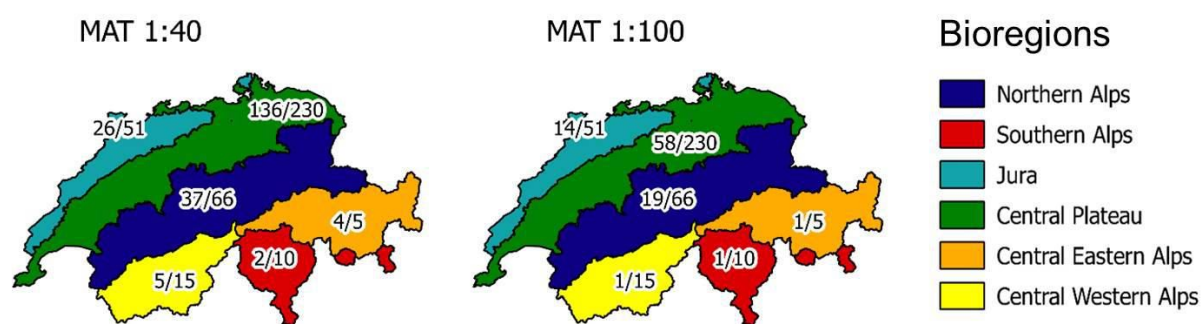 MAT 1:40
136/230
26/51
37/66
4/5
2/10
5/15
MAT 1:100
14/51
58/230
19/66
1/5
1/10
1/15
Bioregions
Northern Alps
Southern Alps
Jura
Central Plateau
Central Eastern Alps
Central Western Alps